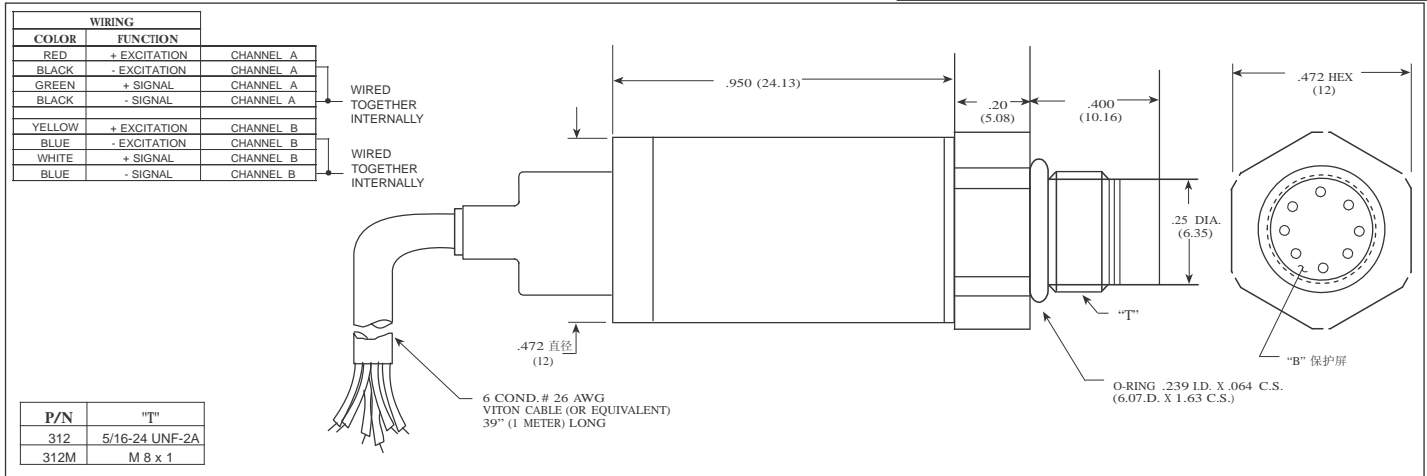 WIRING
COLOR FUNCTION
RED + EXCITATION CHANNEL A
BLACK - EXCITATION CHANNEL A
GREEN + SIGNAL CHANNEL A
BLACK - SIGNAL CHANNEL A
WIRED
TOGETHER
INTERNALLY
YELLOW + EXCITATION CHANNEL B
BLUE - EXCITATION CHANNEL B
WHITE + SIGNAL CHANNEL B
BLUE - SIGNAL CHANNEL B
WIRED
TOGETHER
INTERNALLY
.950 (24.13)
.20
(5.08)
.400
(10.16)
.472 HEX
(12)
.25 DIA.
(6.35)
"T"
.472 直径
(12)
"B" 保护屏
O-RING .239 I.D. X .064 C.S.
(6.07.D. X 1.63 C.S.)
6 COND. # 26 AWG
VITON CABLE (OR EQUIVALENT)
39" (1 METER) LONG
P/N "T"
312 5/16-24 UNF-2A
312M M 8 x 1